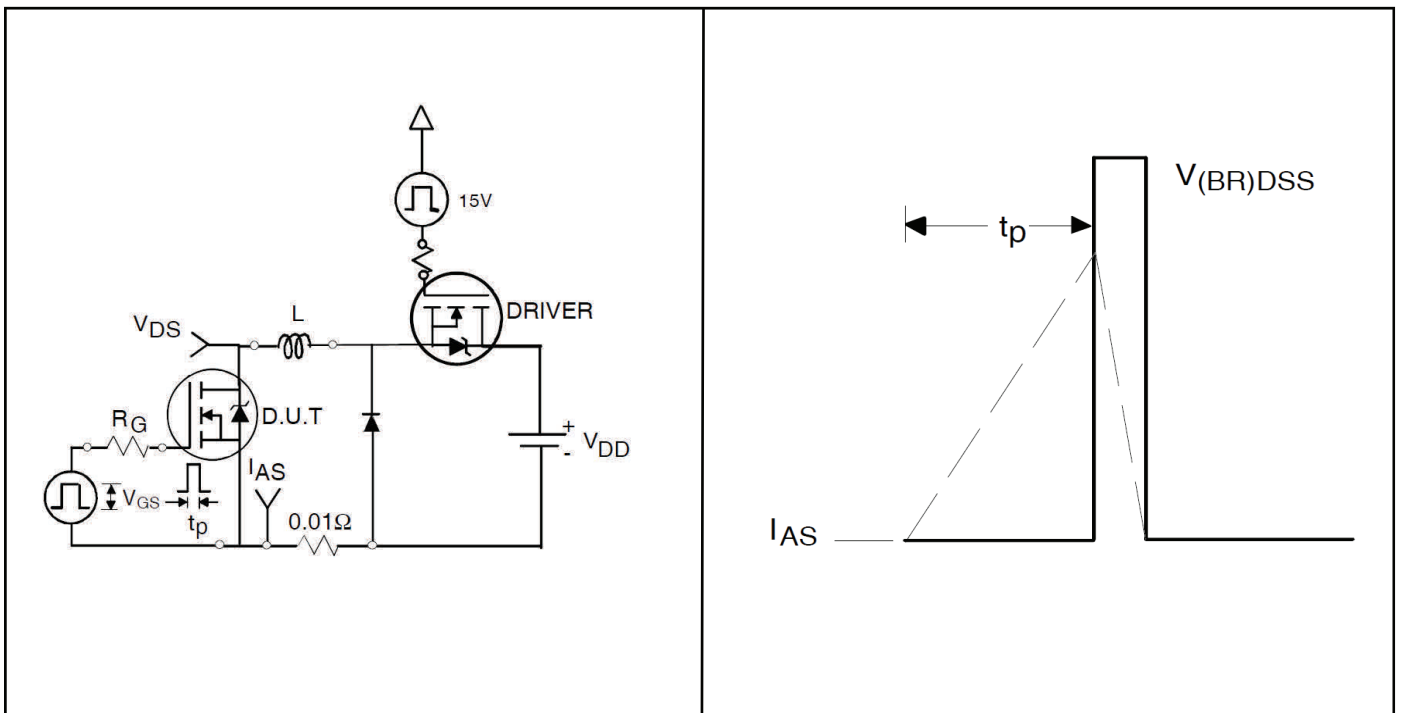 15V
DRIVER
L
VDS
D.U.T
RG
IAS
+
VDD
-
VGS
tp
0.01Ω
V(BR)DSS
tp
IAS